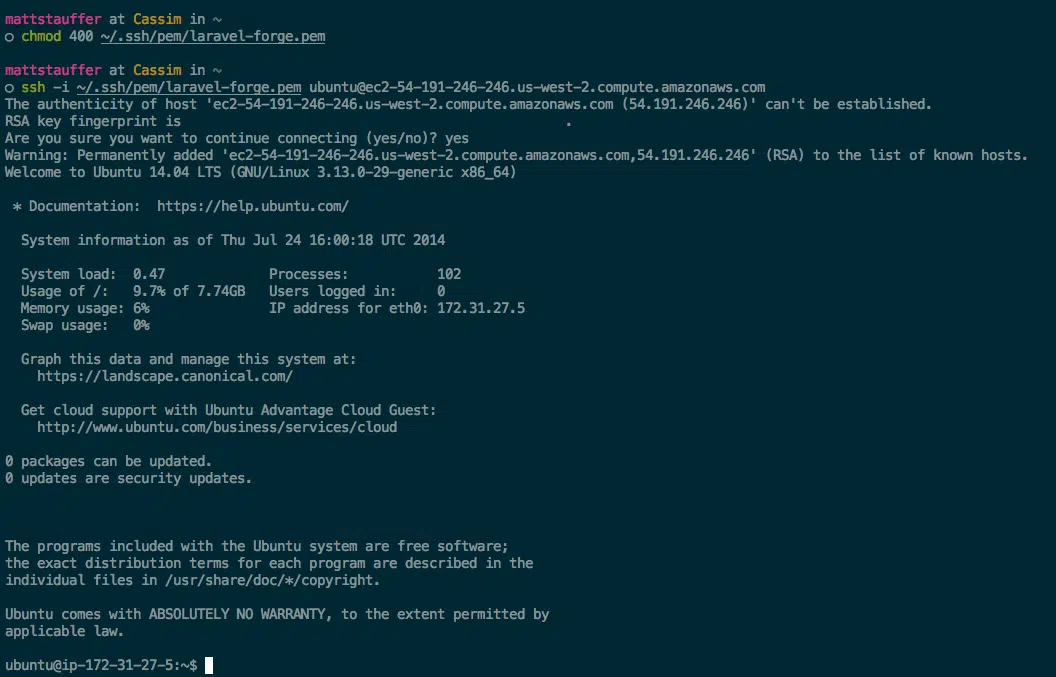 mattstauffer at Cassim in ~
○ chmod 400 ~/.ssh/pem/laravel-forge.pem
mattstauffer at Cassim in ~
○ ssh -i ~/.ssh/pem/laravel-forge.pem ubuntu@ec2-54-191-246-246.us-west-2.compute.amazonaws.com
The authenticity of host 'ec2-54-191-246-246.us-west-2.compute.amazonaws.com (54.191.246.246)' can't be established.
RSA key fingerprint is .
Are you sure you want to continue connecting (yes/no)? yes
Warning: Permanently added 'ec2-54-191-246-246.us-west-2.compute.amazonaws.com,54.191.246.246' (RSA) to the list of known hosts.
Welcome to Ubuntu 14.04 LTS (GNU/Linux 3.13.0-29-generic x86_64)
* Documentation:  https://help.ubuntu.com/
System information as of Thu Jul 24 16:00:18 UTC 2014
System load:  0.47 Processes: 102
Usage of /:   9.7% of 7.74GB Users logged in: 0
Memory usage: 6% IP address for eth0: 172.31.27.5
Swap usage:   0%
Graph this data and manage this system at:
https://landscape.canonical.com/
Get cloud support with Ubuntu Advantage Cloud Guest:
http://www.ubuntu.com/business/services/cloud
0 packages can be updated.
0 updates are security updates.
The programs included with the Ubuntu system are free software;
the exact distribution terms for each program are described in the
individual files in /usr/share/doc/*/copyright.
Ubuntu comes with ABSOLUTELY NO WARRANTY, to the extent permitted by
applicable law.
ubuntu@ip-172-31-27-5:~$